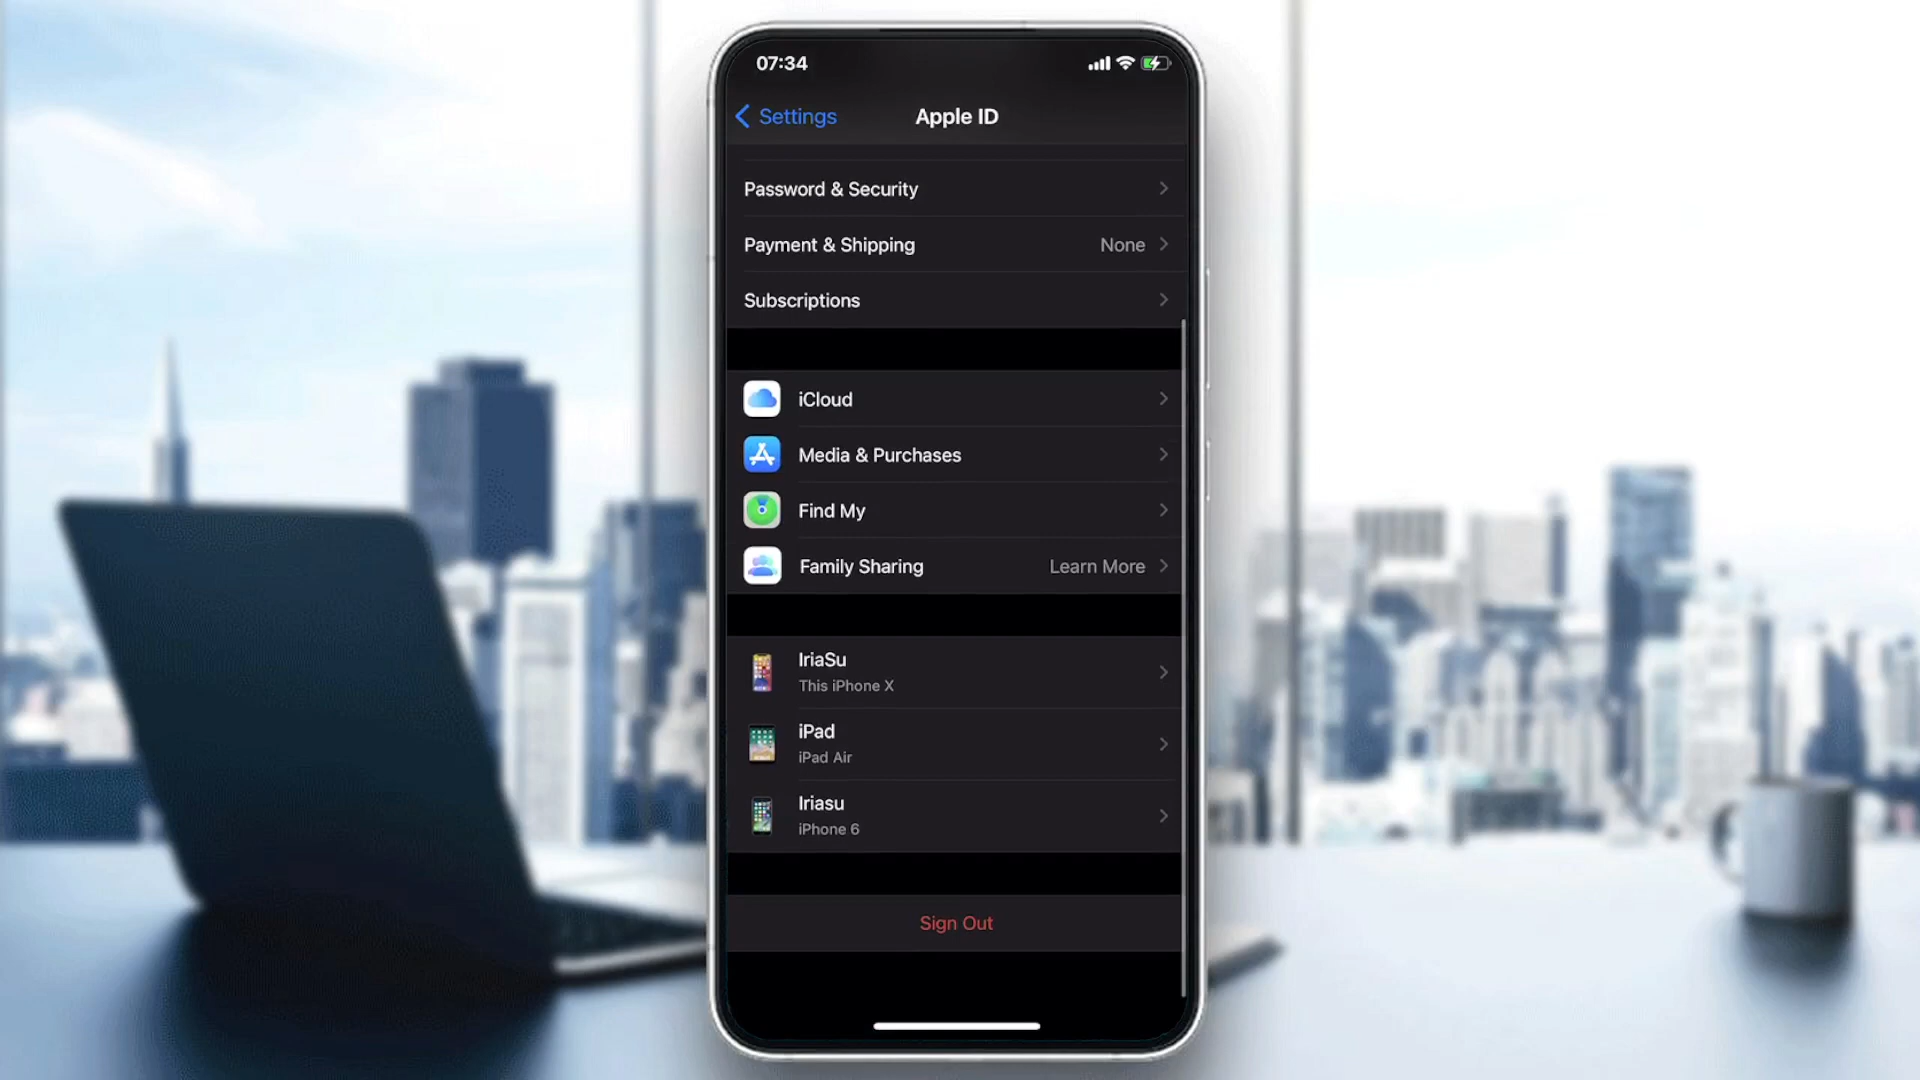 07:34
Settings
Apple ID
Password & Security
Payment & Shipping None
Subscriptions
iCloud
Media & Purchases
Find My
Family Sharing Learn More
IriaSu
This iPhone X
iPad
iPad Air
Iriasu
iPhone 6
Sign Out